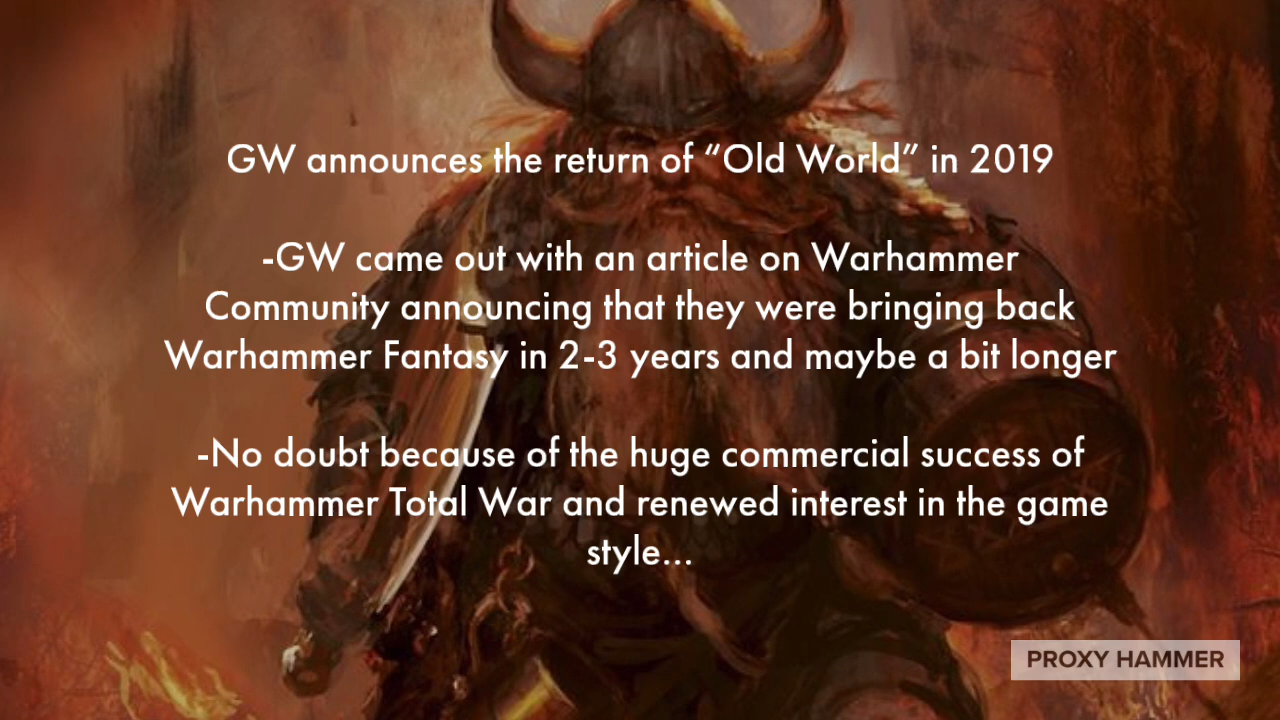 GW announces the return of “Old World” in 2019
-GW came out with an article on Warhammer
Community announcing that they were bringing back
Warhammer Fantasy in 2-3 years and maybe a bit longer
-No doubt because of the huge commercial success of
Warhammer Total War and renewed interest in the game
style...
PROXY HAMMER